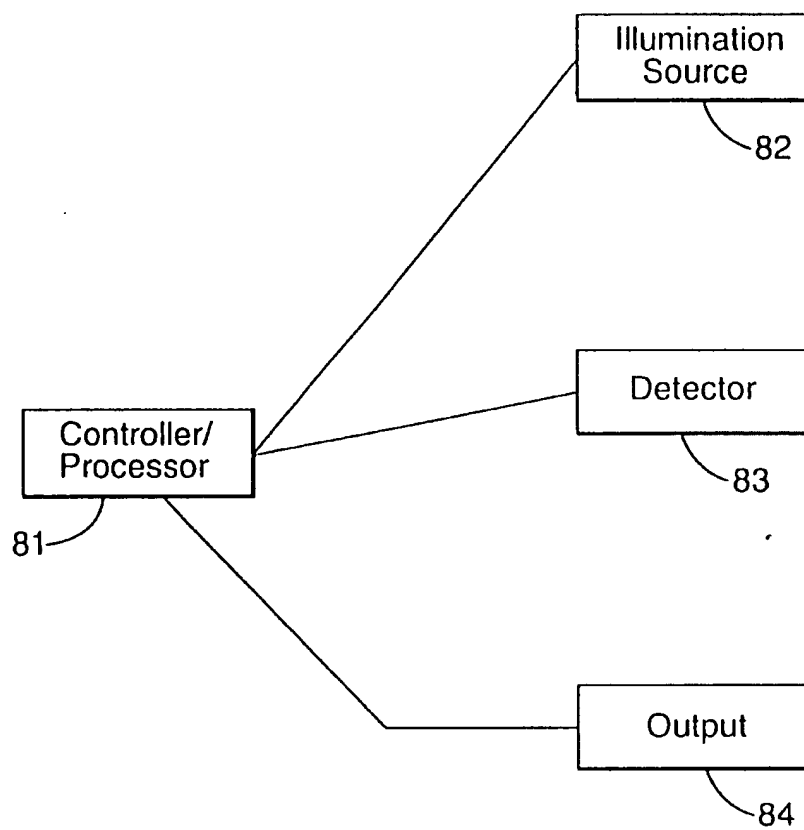 Illumination
Source
82
Detector
83
Controller/
Processor
81
Output
84